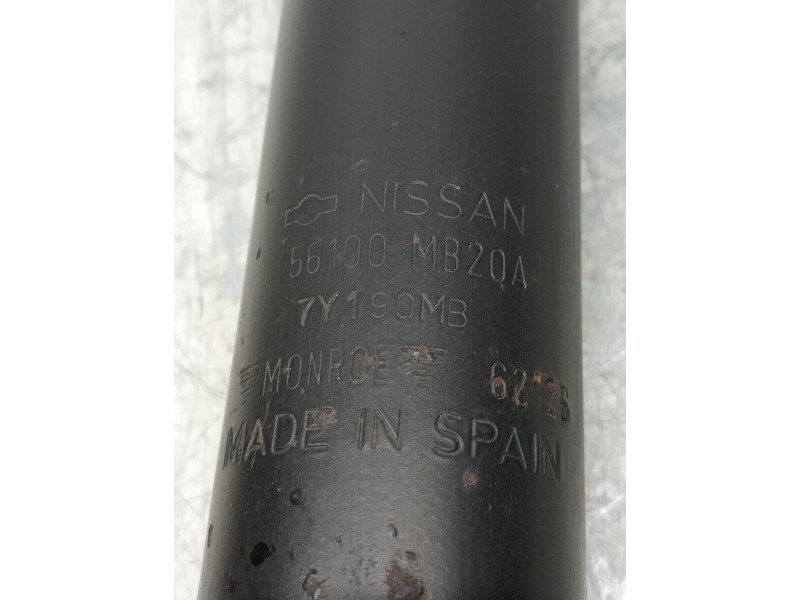 NISSAN
56100 MB20A
7Y190MB
MONROE
MADE IN SPAIN